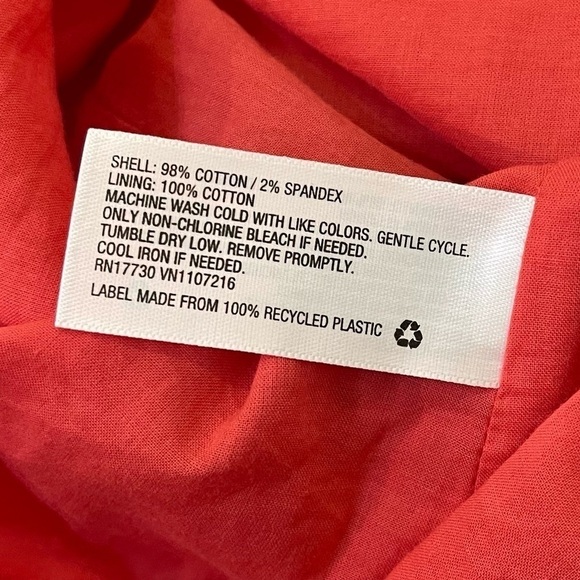 SHELL: 98% COTTON / 2% SPANDEX
LINING: 100% COTTON
MACHINE WASH COLD WITH LIKE COLORS. GENTLE CYCLE.
ONLY NON-CHLORINE BLEACH IF NEEDED.
TUMBLE DRY LOW. REMOVE PROMPTLY.
COOL IRON IF NEEDED.
RN17730 VN1107216
LABEL MADE FROM 100% RECYCLED PLASTIC